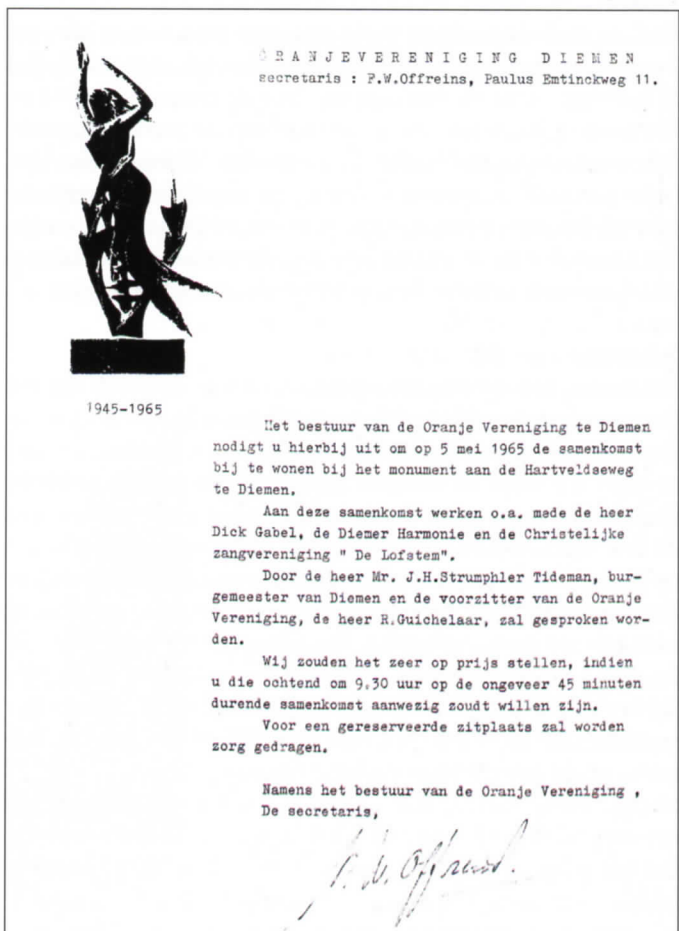 ORANJEVERENIGING DIEMEN
secretaris : P.W.Offreins, Paulus Emtinckweg 11.
1945-1965
Het bestuur van de Oranje Vereniging te Diemen
nodigt u hierbij uit om op 5 mei 1965 de samenkomst
bij te wonen bij het monument aan de Hartveldseweg
te Diemen.
Aan deze samenkomst werken o.a. mede de heer
Dick Gabel, de Diemer Harmonie en de Christelijke
zangvereniging " De Lofstem".
Door de heer Mr. J.H.Strumphler Tideman, bur-
gemeester van Diemen en de voorzitter van de Oranje
Vereniging, de heer R.Guichelaar, zal gesproken wor-
den.
Wij zouden het zeer op prijs stellen, indien
u die ochtend om 9.30 uur op de ongeveer 45 minuten
durende samenkomst aanwezig zoudt willen zijn.
Voor een gereserveerde zitplaats zal worden
zorg gedragen.
Namens het bestuur van de Oranje Vereniging ,
De secretaris,
P.W. Offreins.